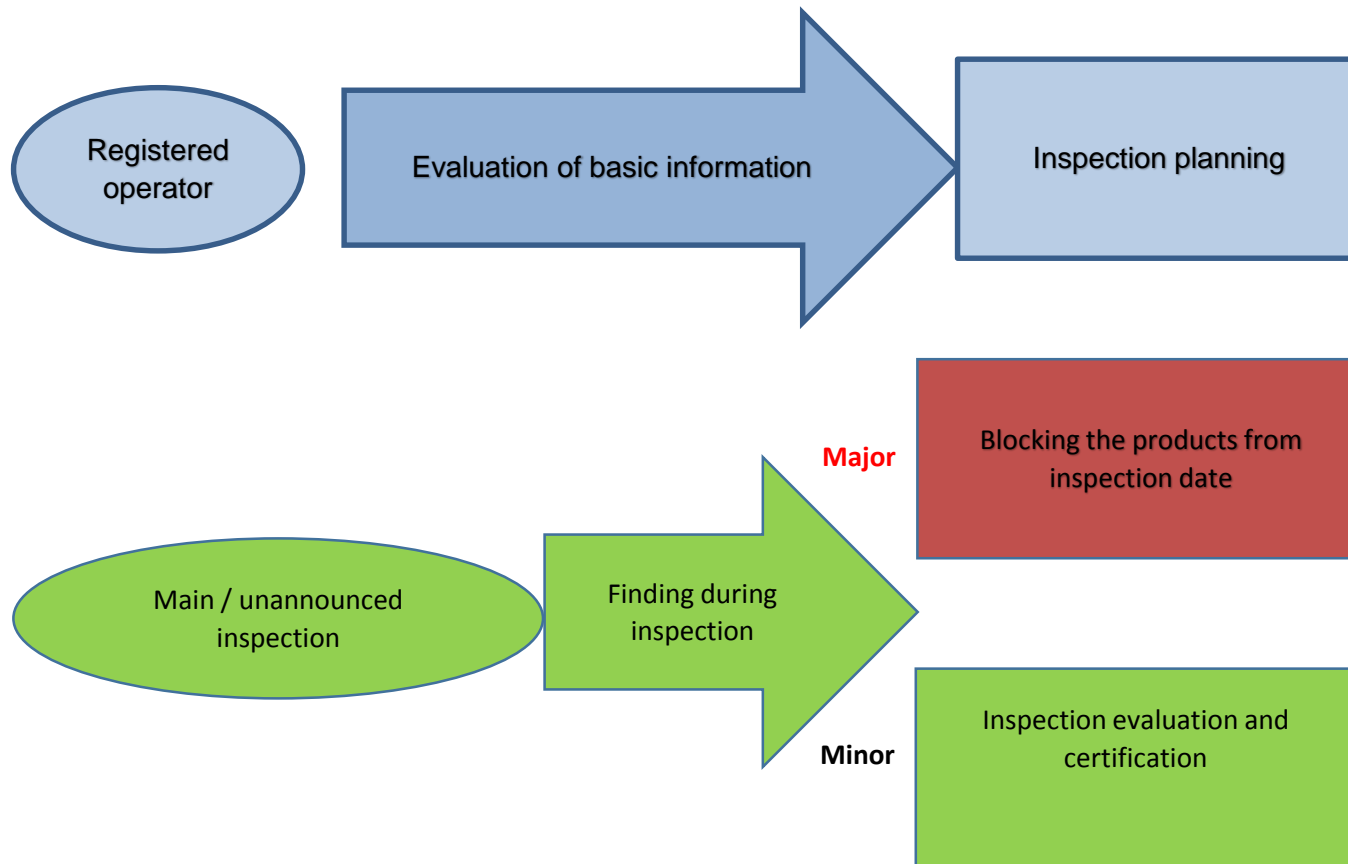 Registered
operator
Evaluation of basic information
Inspection planning
Major
Blocking the products from
inspection date
Main / unannounced
inspection
Finding during
inspection
Minor
Inspection evaluation and
certification